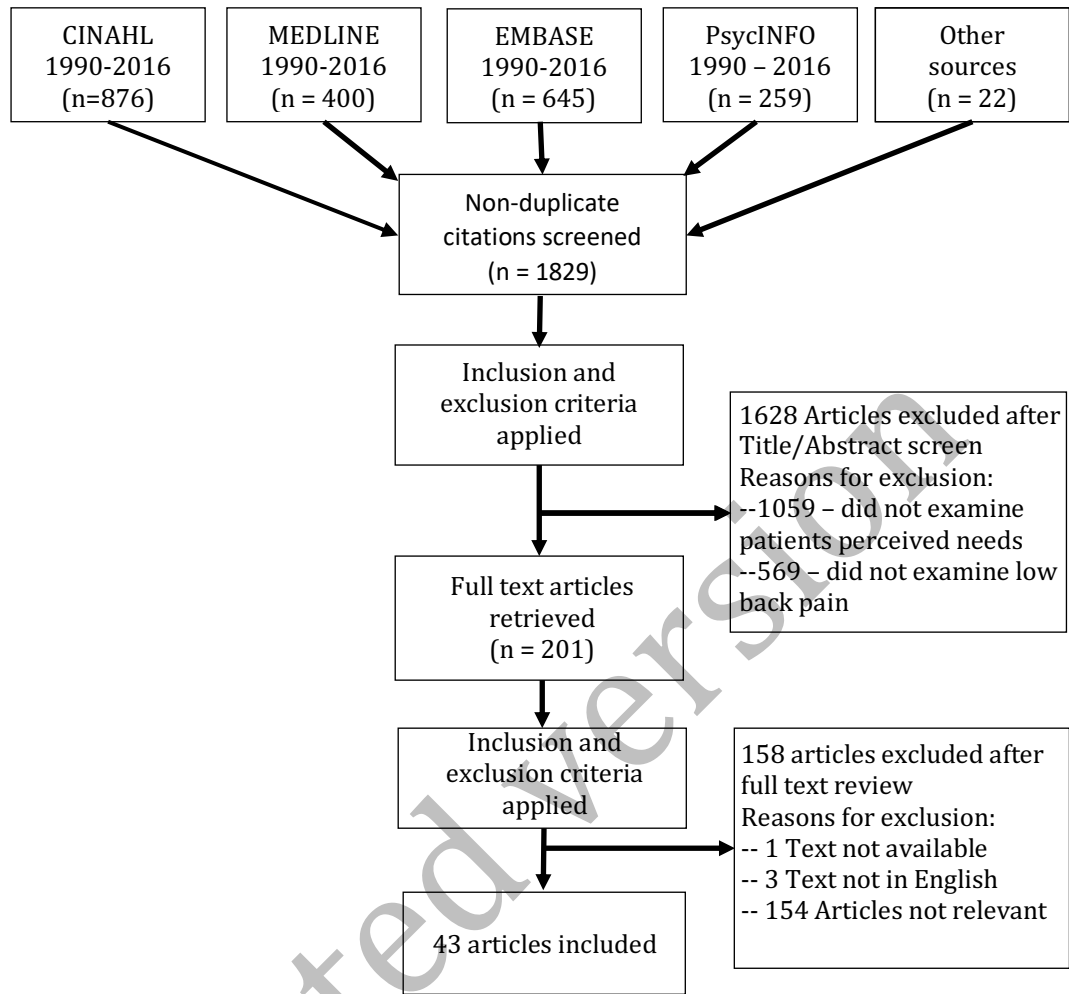 CINAHL
1990-2016
(n=876)
MEDLINE
1990-2016
(n = 400)
EMBASE
1990-2016
(n = 645)
PsycINFO
1990 – 2016
(n = 259)
Other
sources
(n = 22)
Non-duplicate
citations screened
(n = 1829)
Inclusion and
exclusion criteria
applied
1628 Articles excluded after
Title/Abstract screen
Reasons for exclusion:
--1059 – did not examine
patients perceived needs
--569 – did not examine low
back pain
Full text articles
retrieved
(n = 201)
Inclusion and
exclusion criteria
applied
158 articles excluded after
full text review
Reasons for exclusion:
-- 1 Text not available
-- 3 Text not in English
-- 154 Articles not relevant
43 articles included
ted version